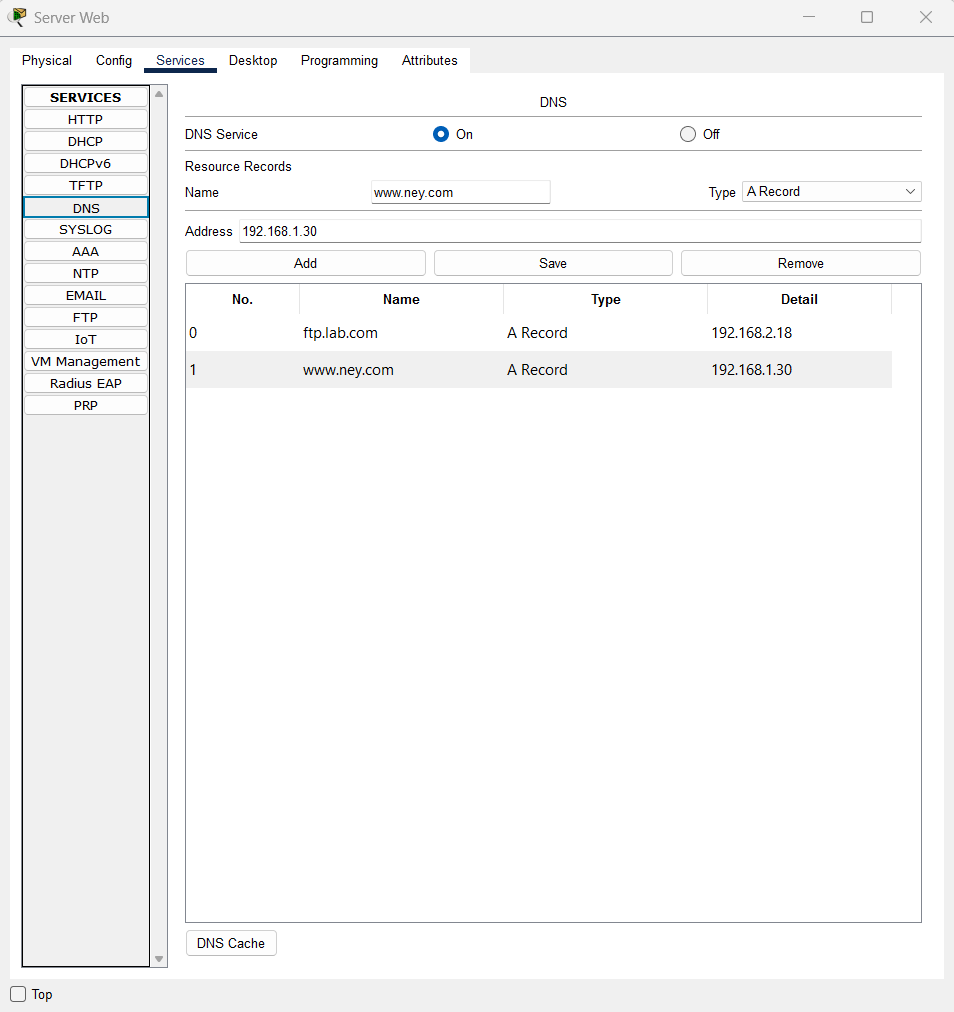 Server Web
Physical Config Services Desktop Programming Attributes
SERVICES
HTTP
DHCP
DHCPv6
TFTP
DNS
SYSLOG
AAA
NTP
EMAIL
FTP
IoT
VM Management
Radius EAP
PRP
DNS
DNS Service On Off
Resource Records
Name www.ney.com Type A Record
Address 192.168.1.30
Add Save Remove
No. Name Type Detail
0 ftp.lab.com A Record 192.168.2.18
1 www.ney.com A Record 192.168.1.30
DNS Cache
Top